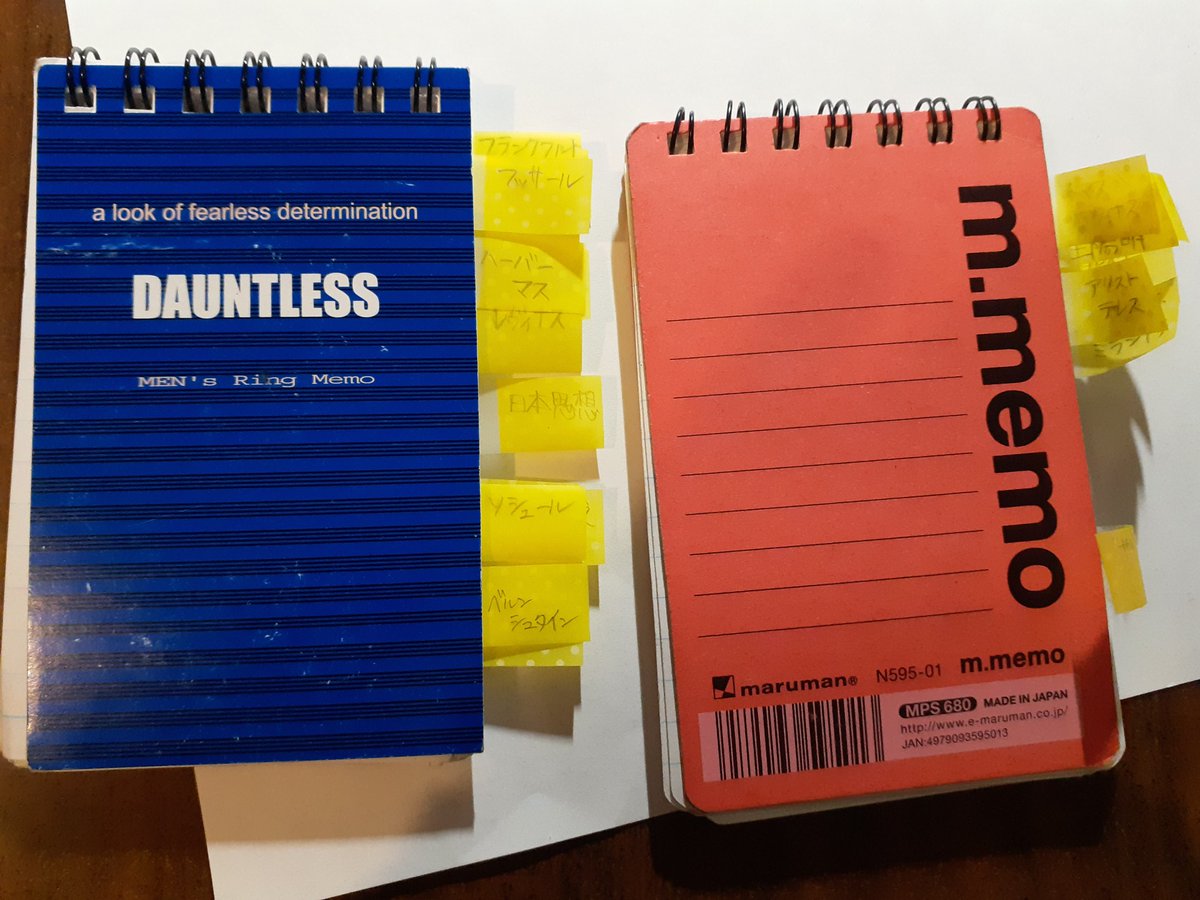 a look of fearless determination
DAUNTLESS
MEN's Ring Memo
フランクフルト
フッサール
ハーバー
マス
レヴィナス
日本思想
ソシュール
ベルン
シュタイン
m.memo
アリスト
テレス
maruman®
N595-01
m.memo
MPS 680
MADE IN JAPAN
http://www.e-maruman.co.jp/
JAN:4979093595013